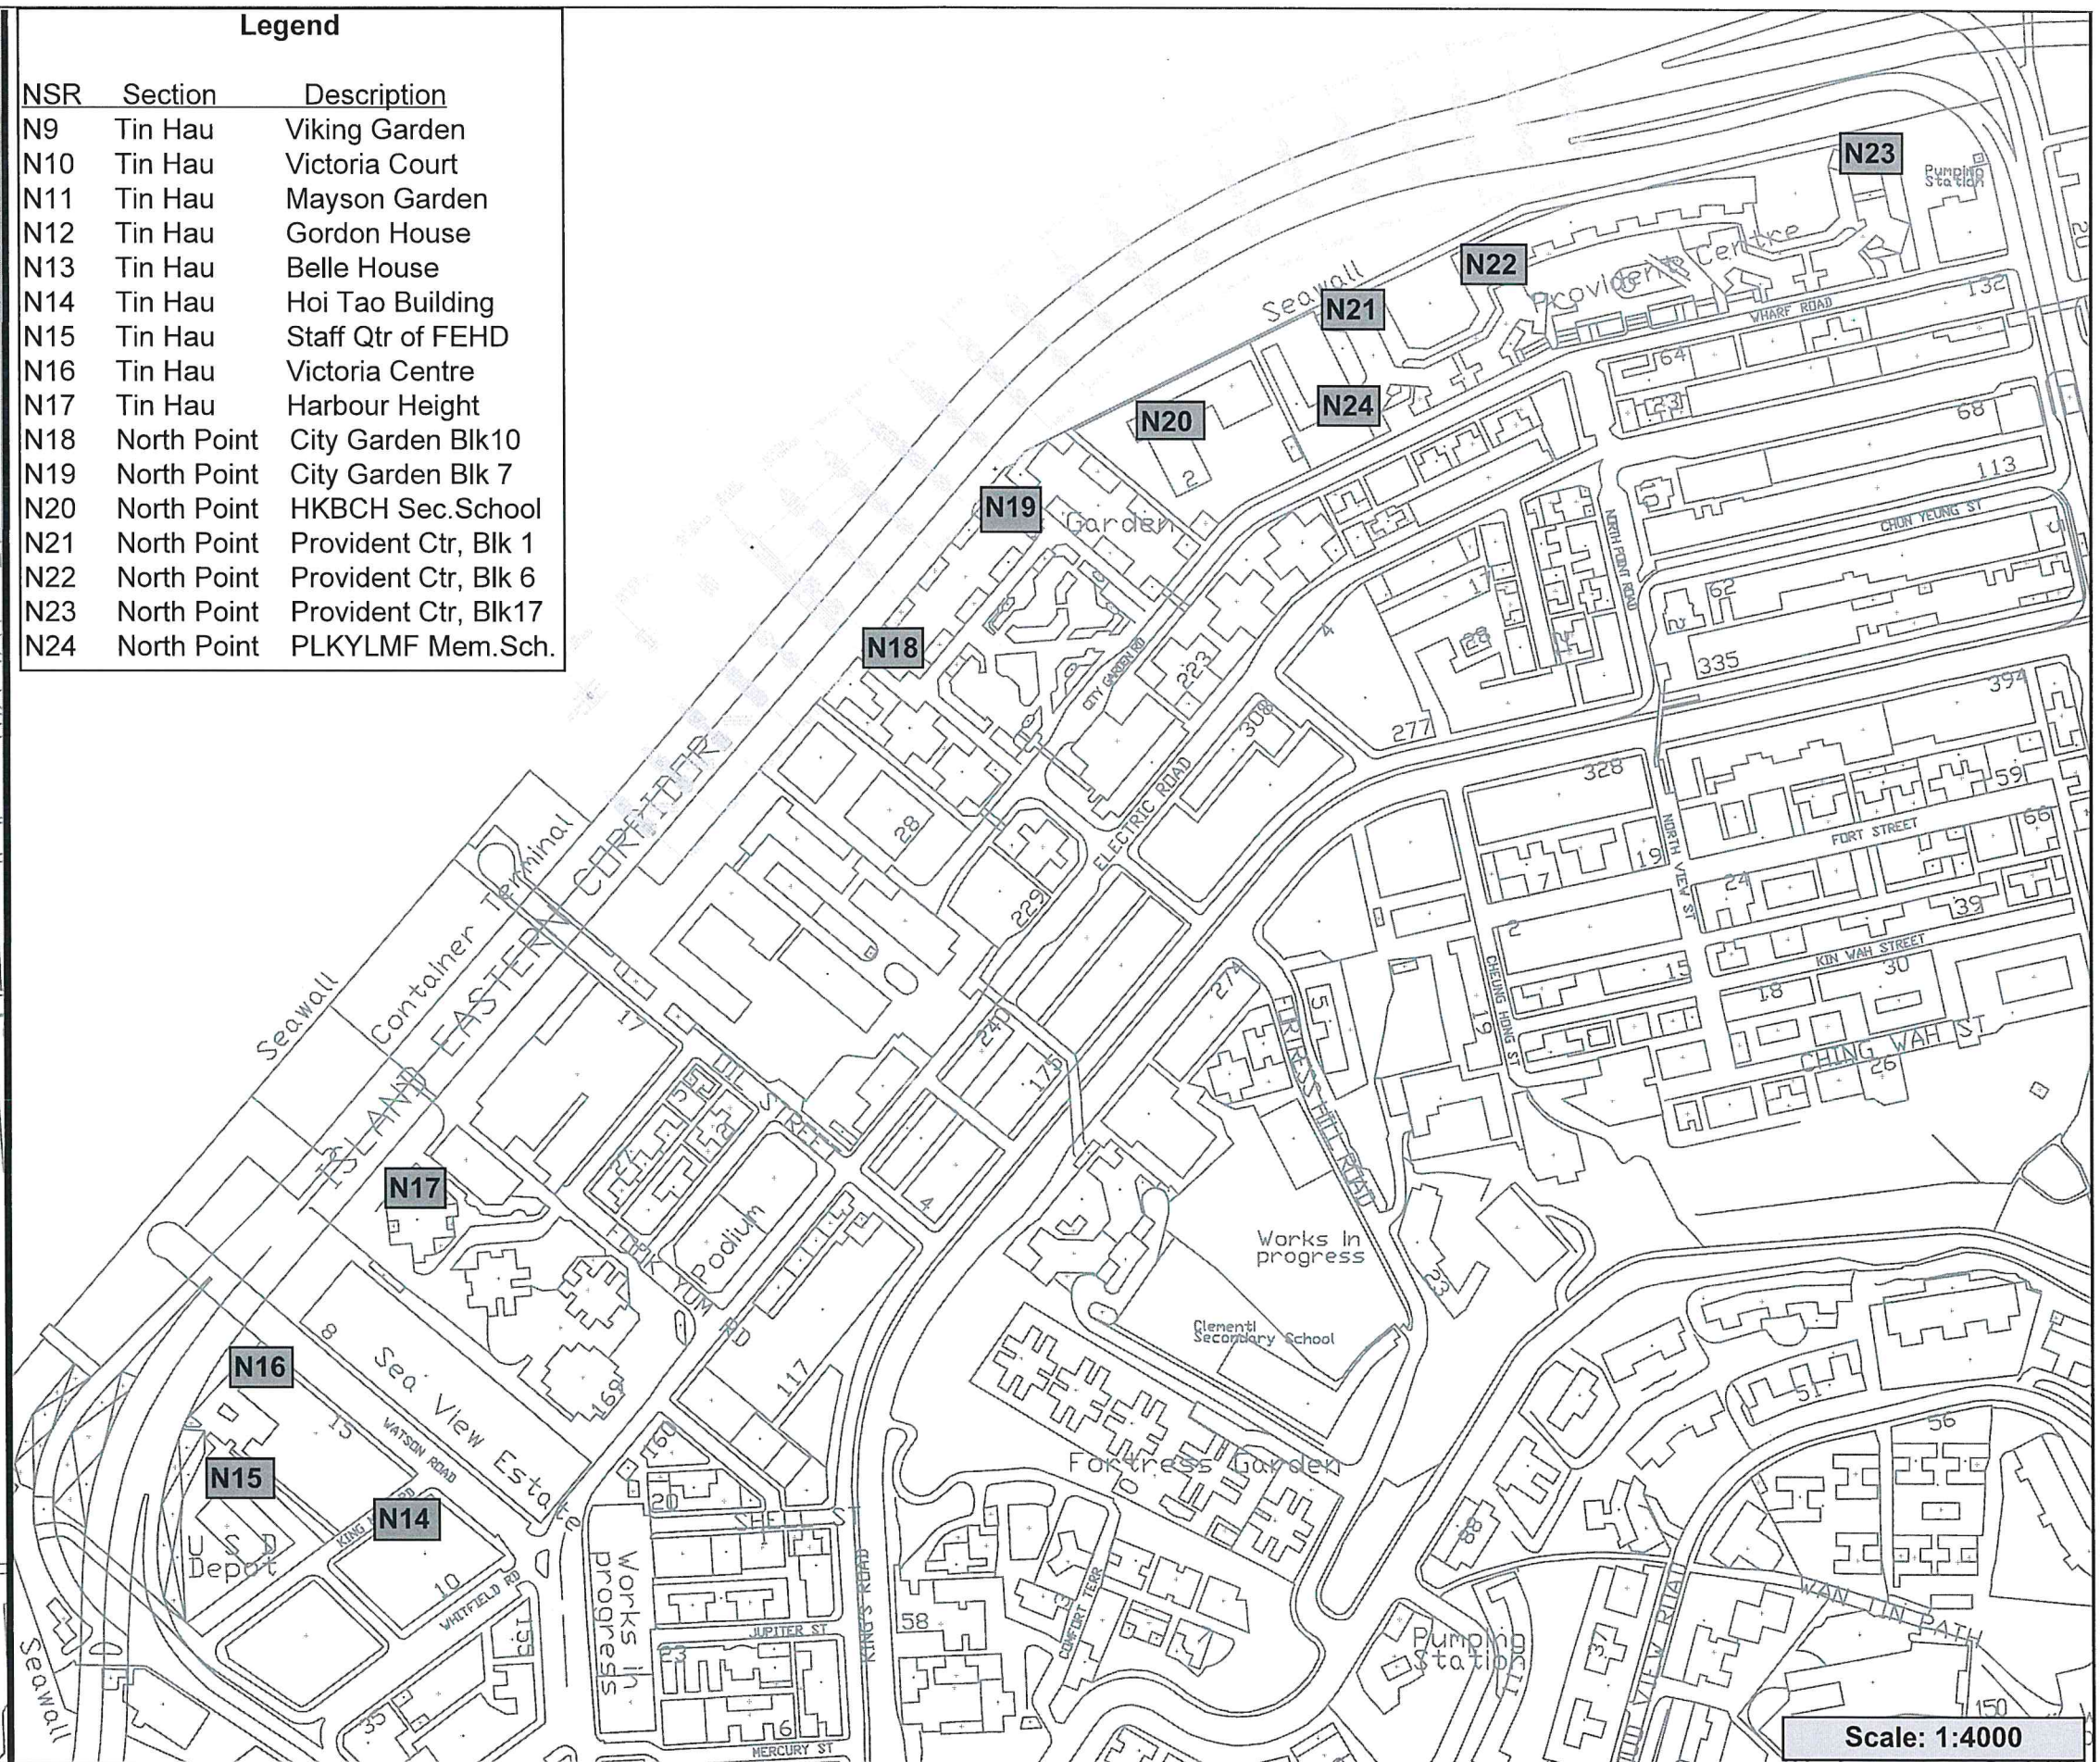 Legend
NSR Section Description
N9 Tin Hau Viking Garden
N10 Tin Hau Victoria Court
N11 Tin Hau Mayson Garden
N12 Tin Hau Gordon House
N13 Tin Hau Belle House
N14 Tin Hau Hoi Tao Building
N15 Tin Hau Staff Qtr of FEHD
N16 Tin Hau Victoria Centre
N17 Tin Hau Harbour Height
N18 North Point City Garden Blk10
N19 North Point City Garden Blk 7
N20 North Point HKBCH Sec.School
N21 North Point Provident Ctr, Blk 1
N22 North Point Provident Ctr, Blk 6
N23 North Point Provident Ctr, Blk17
N24 North Point PLKYLMF Mem.Sch.
N23
Pumping
Station
N22
Provident Centre
Seawall
N21
WHARF ROAD
132
64
N24
N20
23
68
2
113
N19
Garden
CHUN YEUNG ST
NORTH POINT ROAD
17
62
4
28
N18
223
335
CITY GARDEN RD
394
308
277
328
59
ELECTRIC ROAD
28
66
FORT STREET
19
NORTH VIEW ST
7
24
229
39
2
Container Terminal
ISLAND EASTERN CORRIDOR
Seawall
KIN WAH STREET
15
30
18
274
5
CHEUNG HONG ST
19
17
240
CHING WAH ST
26
175
OIL STREET
55
FORTRESS HILL ROAD
27
N17
4
Podium
Works In
progress
FOOK YUM RD
23
8
Clementi
Secondary School
N16
Sea View Estate
117
169
51
15
WATSON ROAD
56
160
Fortress Garden
N15
20
N14
SHELL ST
88
U S D
Depot
10
WHITFIELD RD
Works in
progress
KING'S ROAD
COMFORT TERR
3
WAN TIN PATH
155
58
JUPITER ST
23
1
Pumping
Station
11
37
VIEW ROAD
Seawall
35
6
MERCURY ST
150
Scale: 1:4000